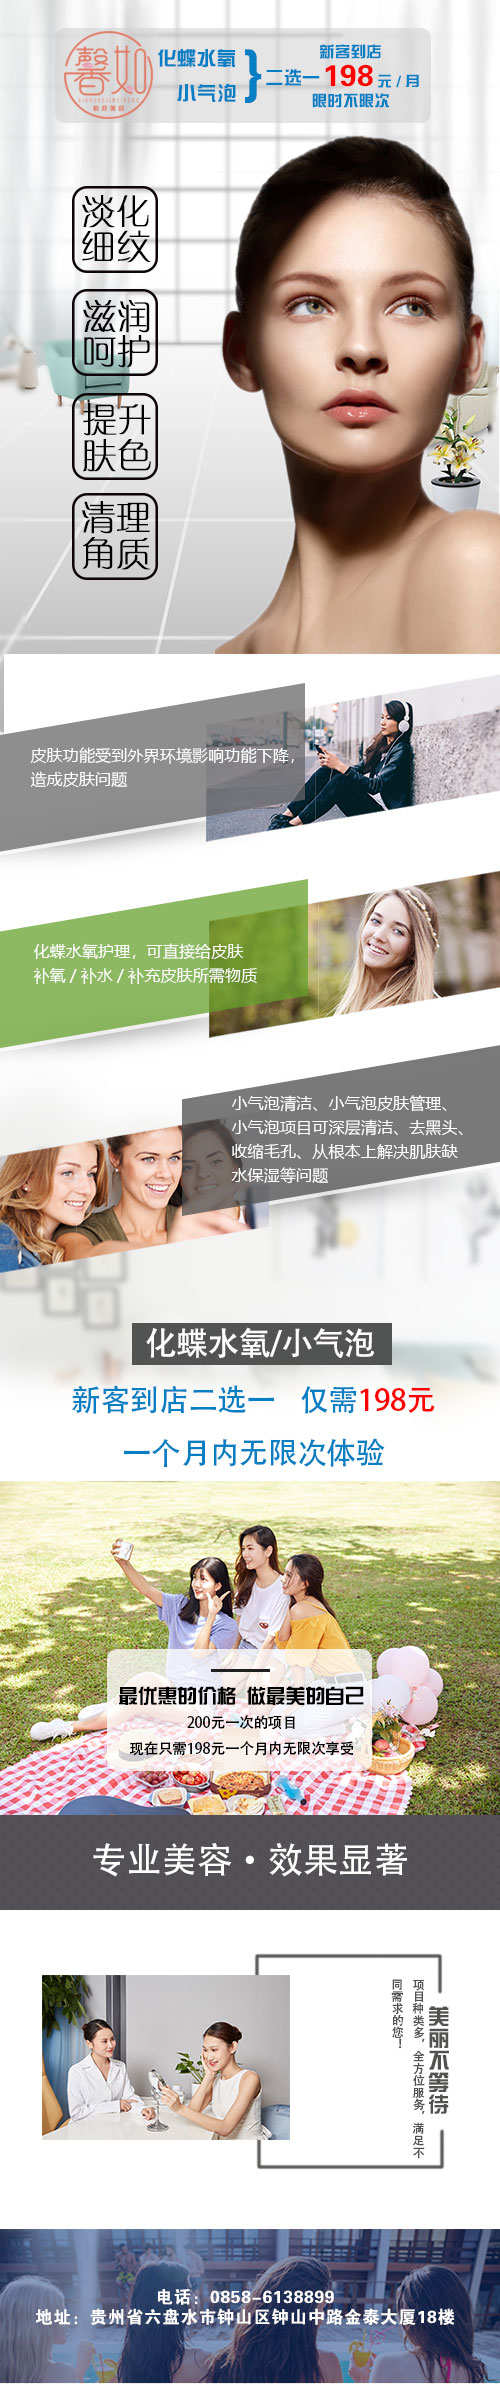 馨如
化蝶水氧
小气泡
二选一
新客到店
198元/月
限时不限次
淡化
细纹
滋润
呵护
提升
肤色
清理
角质
皮肤功能受到外界环境影响功能下降，
造成皮肤问题
化蝶水氧护理，可直接给皮肤
补氧/补水/补充皮肤所需物质
小气泡清洁、小气泡皮肤管理、
小气泡项目可深层清洁、去黑头、
收缩毛孔、从根本上解决肌肤缺
水保湿等问题
化蝶水氧/小气泡
新客到店二选一 仅需198元
一个月内无限次体验
最优惠的价格 做最美的自己
200元一次的项目
现在只需198元一个月内无限次享受
专业美容·效果显著
美丽不等待
项目种类多，全方位服务，满足不
同需求的您！
电话：0858-6138899
地址：贵州省六盘水市钟山区钟山中路金泰大厦18楼